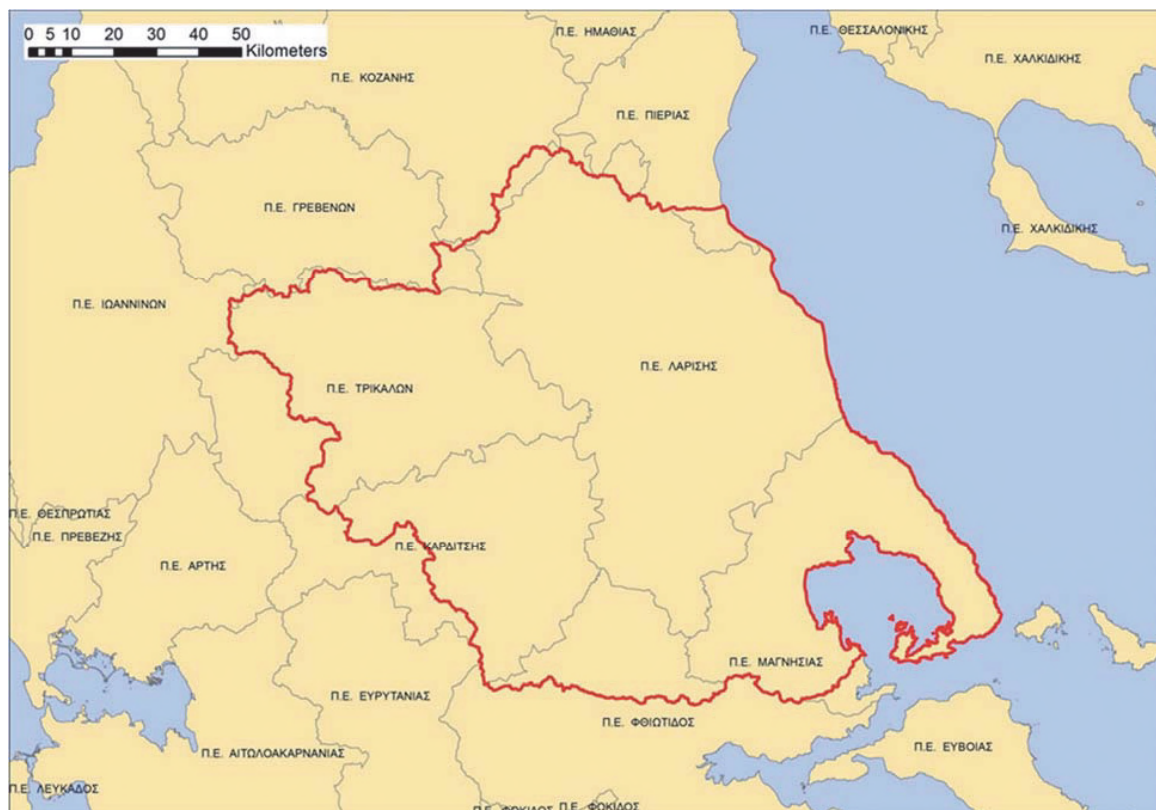 0 5 10 20 30 40 50
Kilometers
Π.Ε. ΗΜΑΘΙΑΣ
Π.Ε. ΘΕΣΣΑΛΟΝΙΚΗΣ
Π.Ε. ΧΑΛΚΙΔΙΚΗΣ
Π.Ε. ΚΟΖΑΝΗΣ
Π.Ε. ΠΙΕΡΙΑΣ
Π.Ε. ΓΡΕΒΕΝΩΝ
Π.Ε. ΧΑΛΚΙΔΙΚΗΣ
Π.Ε. ΙΩΑΝΝΙΝΩΝ
Π.Ε. ΛΑΡΙΣΗΣ
Π.Ε. ΤΡΙΚΑΛΩΝ
Π.Ε. ΘΕΣΠΡΩΤΙΑΣ
Π.Ε. ΠΡΕΒΕΖΗΣ
Π.Ε. ΚΑΡΔΙΤΣΗΣ
Π.Ε. ΑΡΤΗΣ
Π.Ε. ΜΑΓΝΗΣΙΑΣ
Π.Ε. ΕΥΡΥΤΑΝΙΑΣ
Π.Ε. ΦΘΙΩΤΙΔΟΣ
Π.Ε. ΑΙΤΩΛΟΑΚΑΡΝΑΝΙΑΣ
Π.Ε. ΕΥΒΟΙΑΣ
Π.Ε. ΛΕΥΚΑΔΟΣ
Π.Ε. ΦΩΚΙΔΟΣ
Π.Ε. ΦΩΚΙΔΟΣ